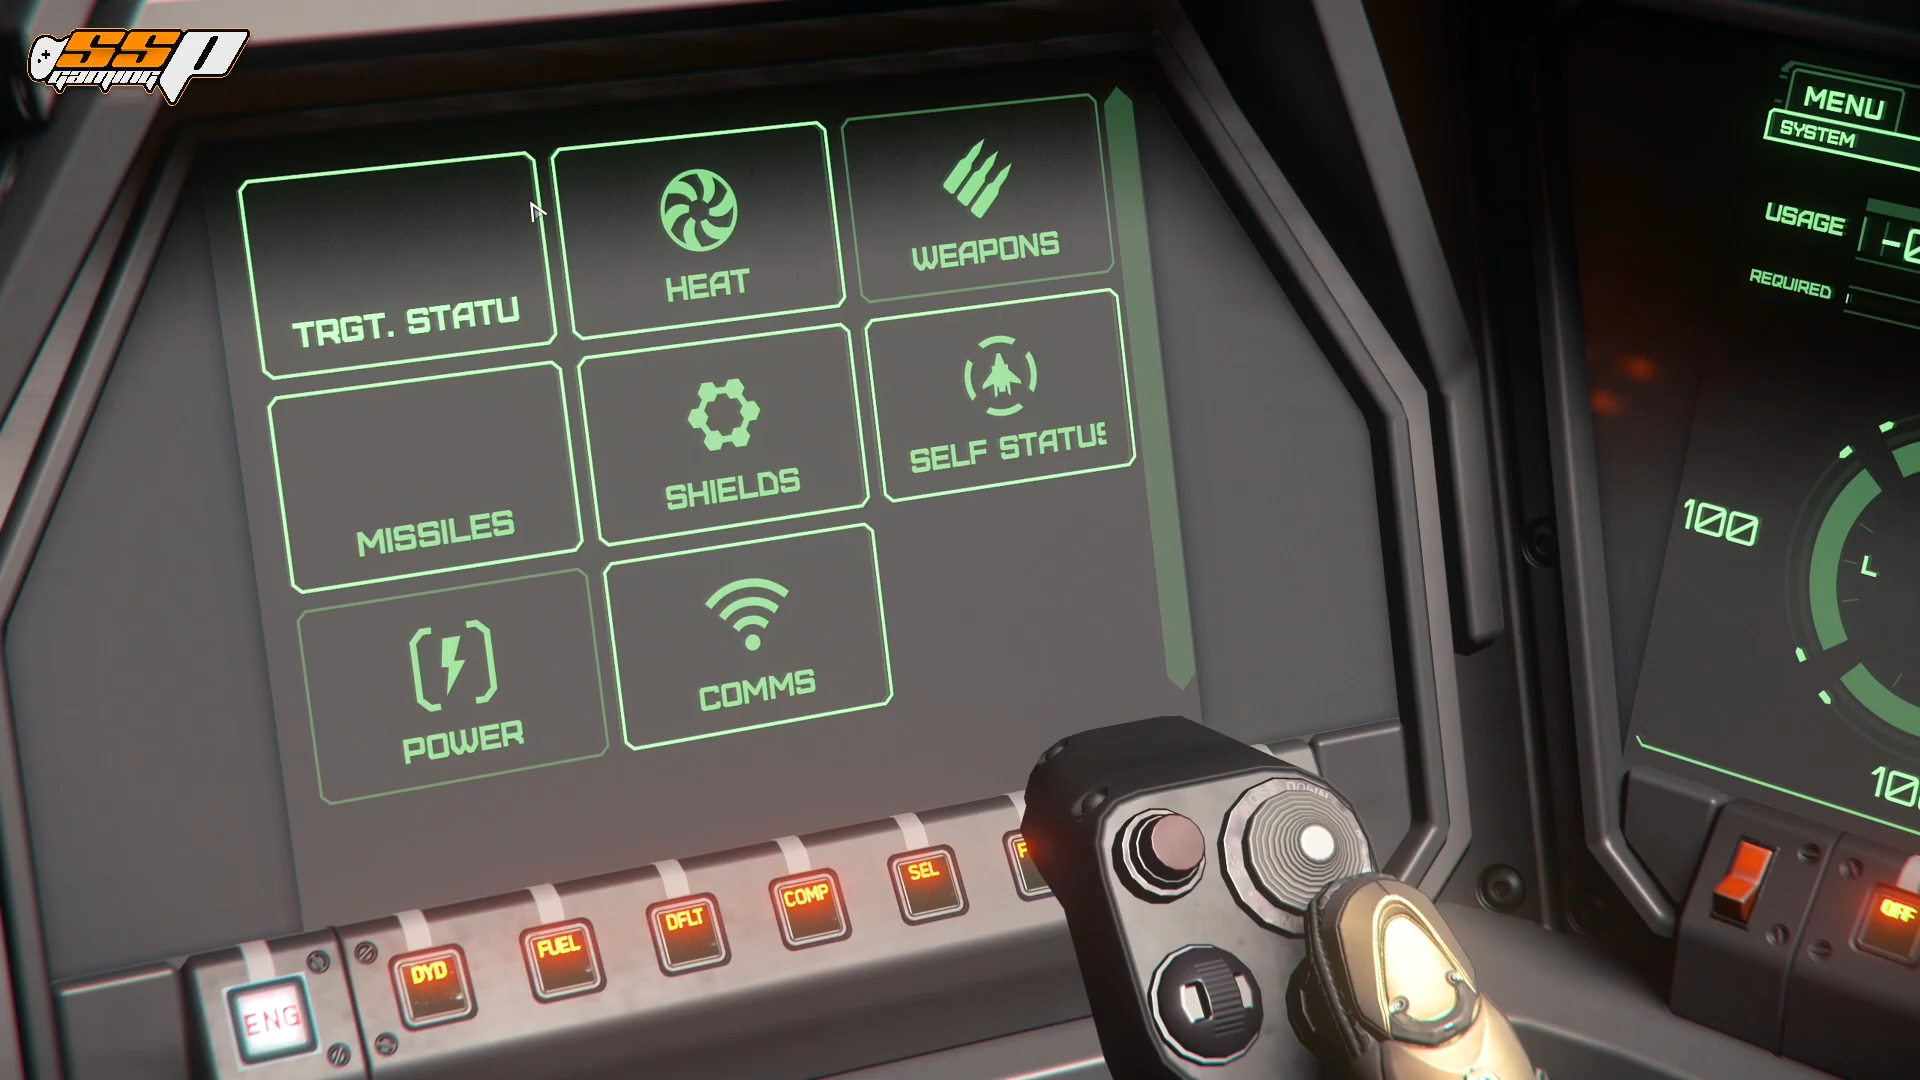 SSP
gaming
TRGT. STATU
HEAT
WEAPONS
MISSILES
SHIELDS
SELF STATUS
POWER
COMMS
MENU
SYSTEM
USAGE
REQUIRED
100
L
ENG
DYD
FUEL
DFLT
COMP
SEL
DOWN